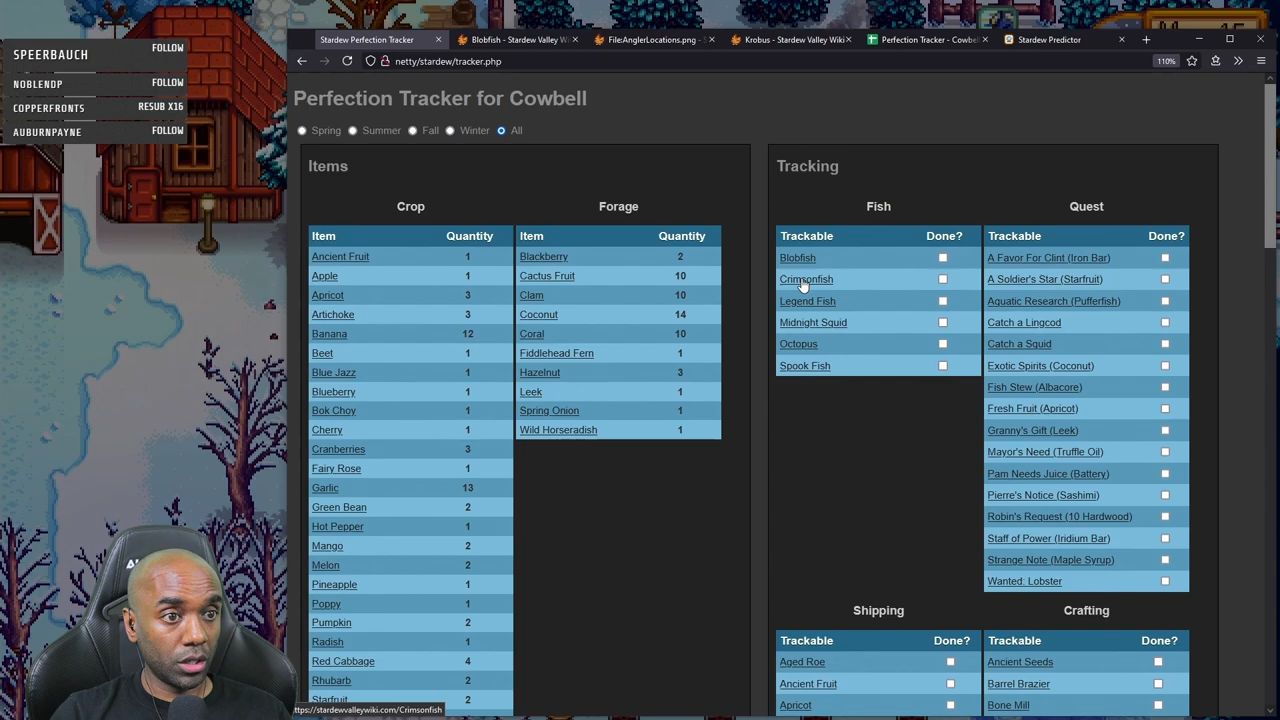 SPEERBAUCH FOLLOW
NOBLENDP FOLLOW
COPPERFRONTS RESUB X16
AUBURNPAYNE FOLLOW
Stardew Perfection Tracker
Blobfish - Stardew Valley Wi
File:AnglerLocations.png - S
Krobus - Stardew Valley Wiki
Perfection Tracker - Cowbel
Stardew Predictor
netty/stardew/tracker.php
110%
Perfection Tracker for Cowbell
Spring Summer Fall Winter All
Items
Crop
Item Quantity
Ancient Fruit 1
Apple 1
Apricot 3
Artichoke 3
Banana 12
Beet 1
Blue Jazz 1
Blueberry 1
Bok Choy 1
Cherry 1
Cranberries 3
Fairy Rose 1
Garlic 13
Green Bean 2
Hot Pepper 1
Mango 2
Melon 2
Pineapple 1
Poppy 1
Pumpkin 2
Radish 1
Red Cabbage 4
Rhubarb 2
Starfruit 2
Forage
Item Quantity
Blackberry 2
Cactus Fruit 10
Clam 10
Coconut 14
Coral 10
Fiddlehead Fern 1
Hazelnut 3
Leek 1
Spring Onion 1
Wild Horseradish 1
Tracking
Fish
Trackable Done?
Blobfish
Crimsonfish
Legend Fish
Midnight Squid
Octopus
Spook Fish
Quest
Trackable Done?
A Favor For Clint (Iron Bar)
A Soldier's Star (Starfruit)
Aquatic Research (Pufferfish)
Catch a Lingcod
Catch a Squid
Exotic Spirits (Coconut)
Fish Stew (Albacore)
Fresh Fruit (Apricot)
Granny's Gift (Leek)
Mayor's Need (Truffle Oil)
Pam Needs Juice (Battery)
Pierre's Notice (Sashimi)
Robin's Request (10 Hardwood)
Staff of Power (Iridium Bar)
Strange Note (Maple Syrup)
Wanted: Lobster
Shipping
Trackable Done?
Aged Roe
Ancient Fruit
Apricot
Crafting
Trackable Done?
Ancient Seeds
Barrel Brazier
Bone Mill
ttps://stardewvalleywiki.com/Crimsonfish